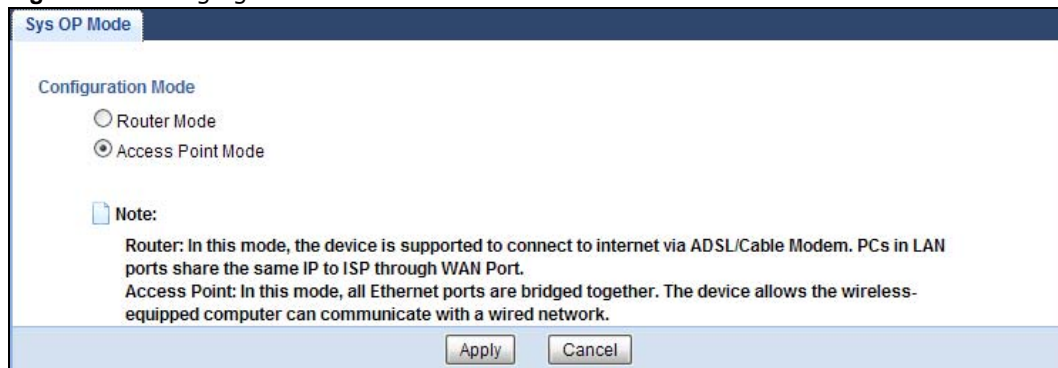 Sys OP Mode
Configuration Mode
Router Mode
Access Point Mode
Note:
Router: In this mode, the device is supported to connect to internet via ADSL/Cable Modem. PCs in LAN
ports share the same IP to ISP through WAN Port.
Access Point: In this mode, all Ethernet ports are bridged together. The device allows the wireless-
equipped computer can communicate with a wired network.
Apply Cancel